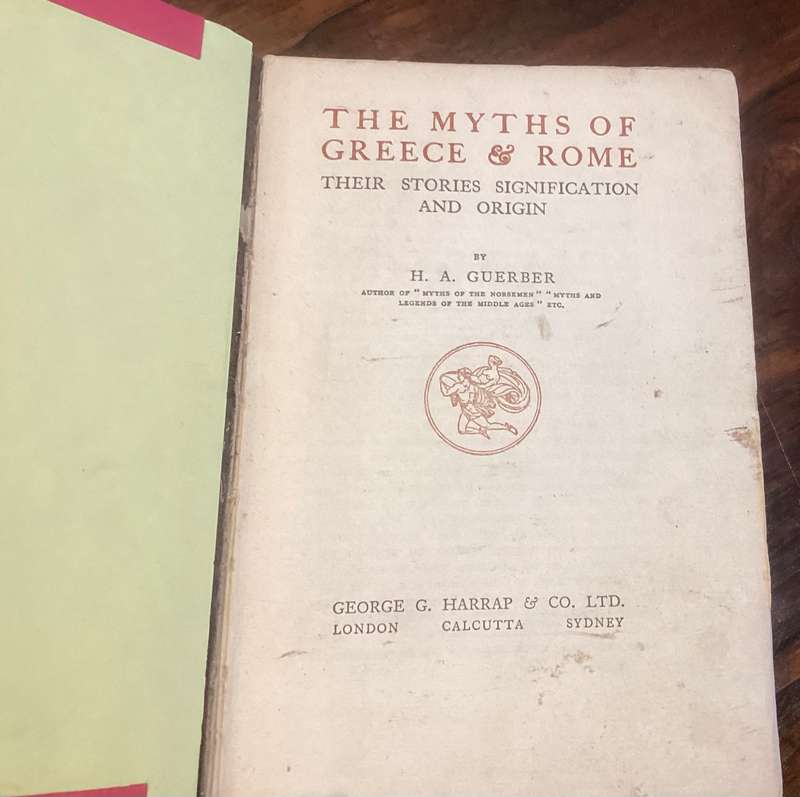 THE MYTHS OF
GREECE & ROME
THEIR STORIES SIGNIFICATION
AND ORIGIN
BY
H. A. GUERBER
AUTHOR OF "MYTHS OF THE NORSEMEN" "MYTHS AND
LEGENDS OF THE MIDDLE AGES" ETC.
GEORGE G. HARRAP & CO. LTD.
LONDON CALCUTTA SYDNEY